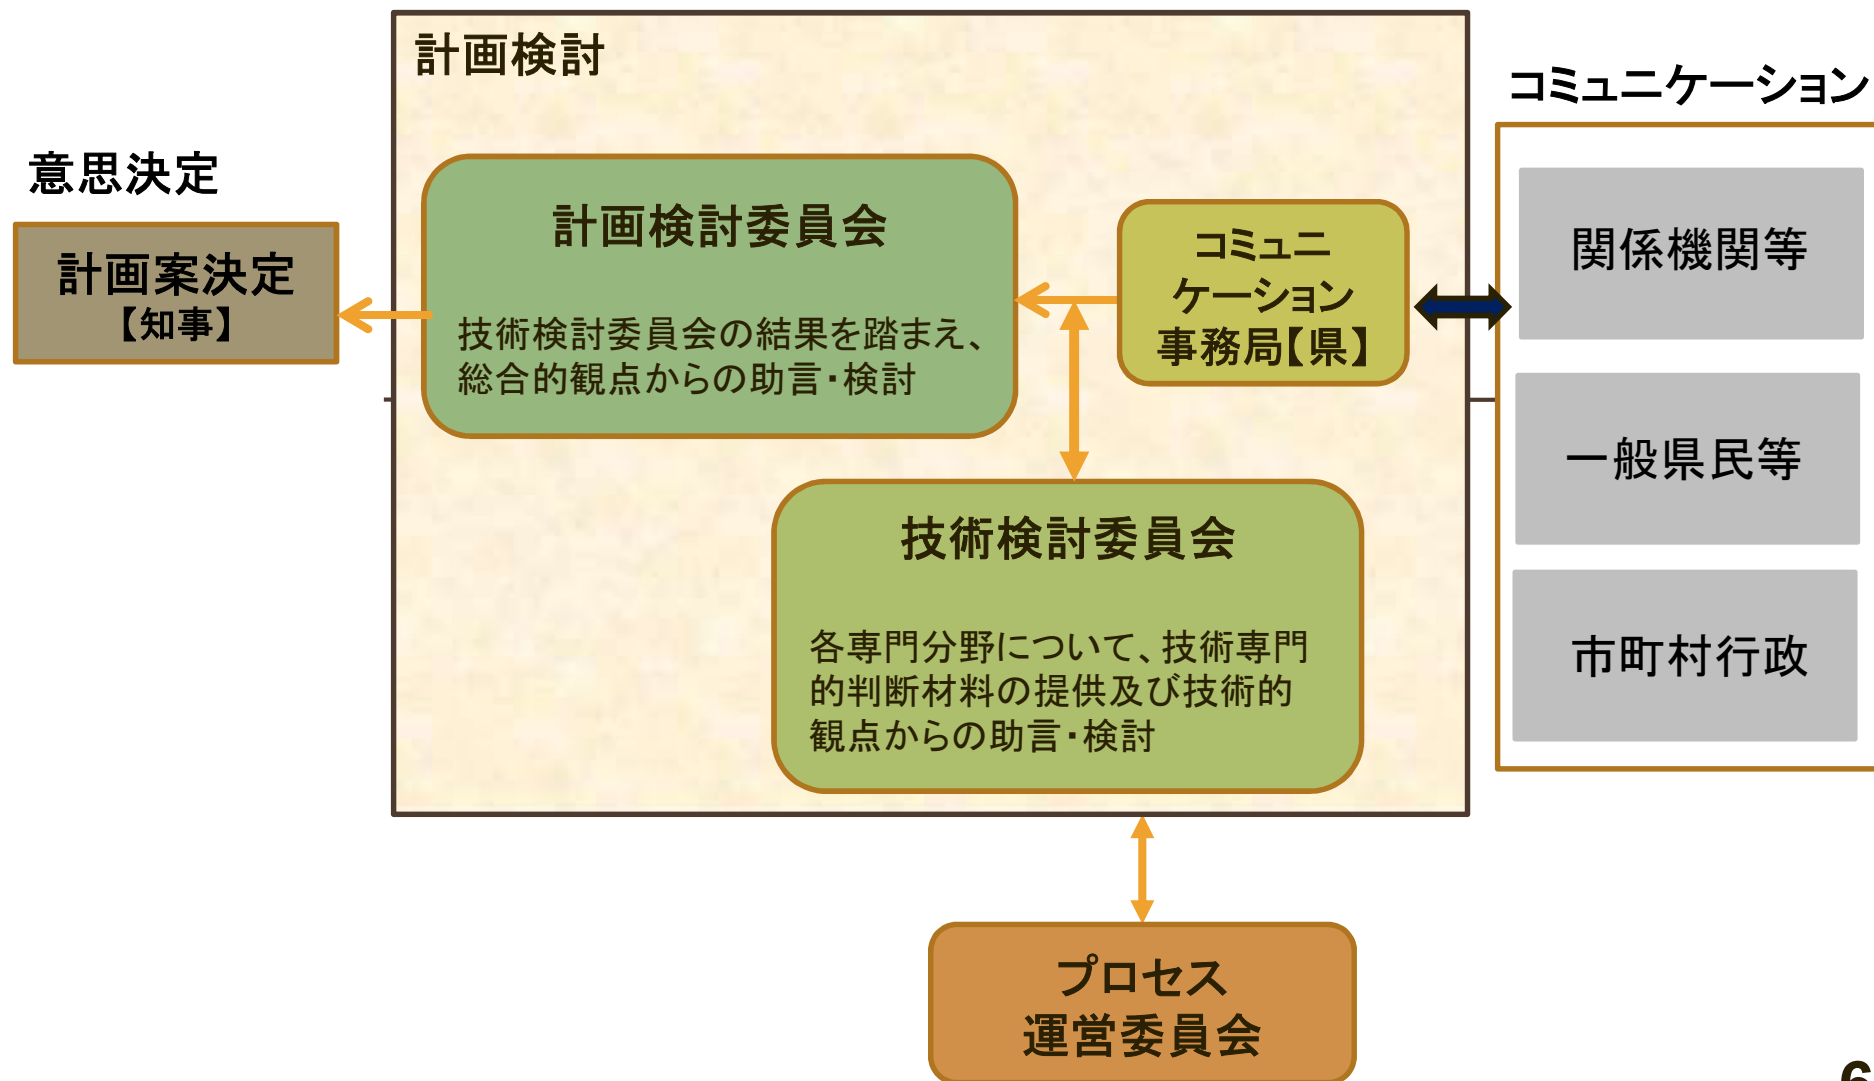 計画検討
コミュニケーション
意思決定
計画案決定
【知事】
計画検討委員会
技術検討委員会の結果を踏まえ、
総合的観点からの助言・検討
コミュニ
ケーション
事務局【県】
関係機関等
一般県民等
市町村行政
技術検討委員会
各専門分野について、技術専門
的判断材料の提供及び技術的
観点からの助言・検討
プロセス
運営委員会
6